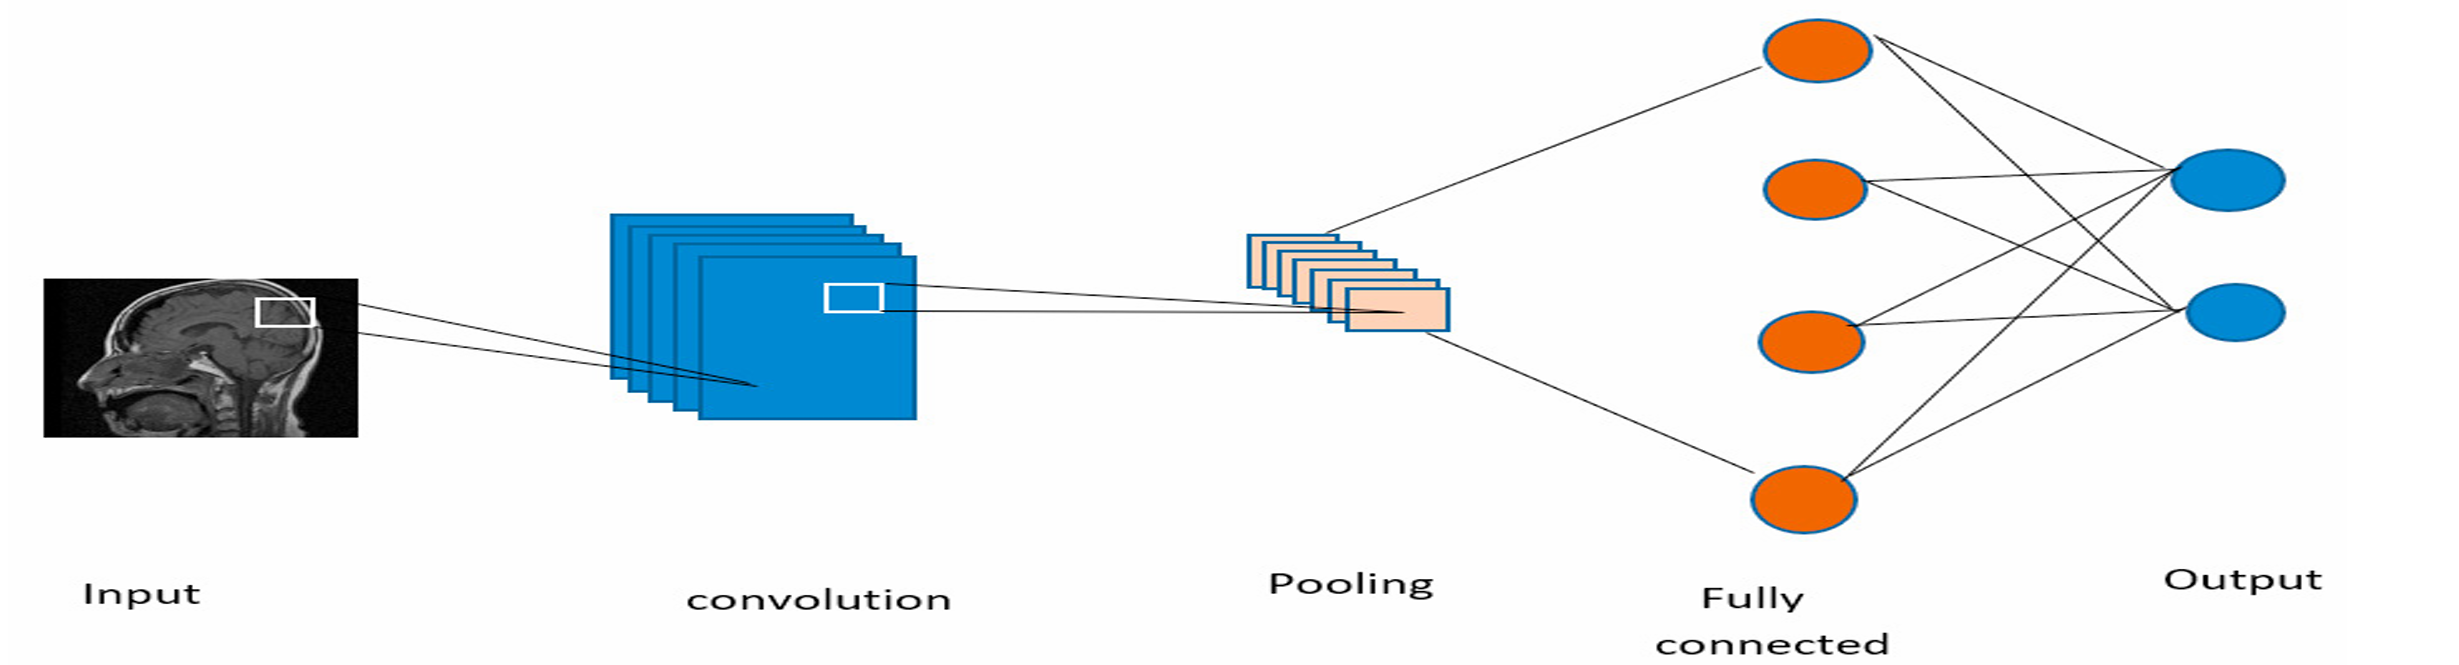 Input
convolution
Pooling
Fully
connected
Output